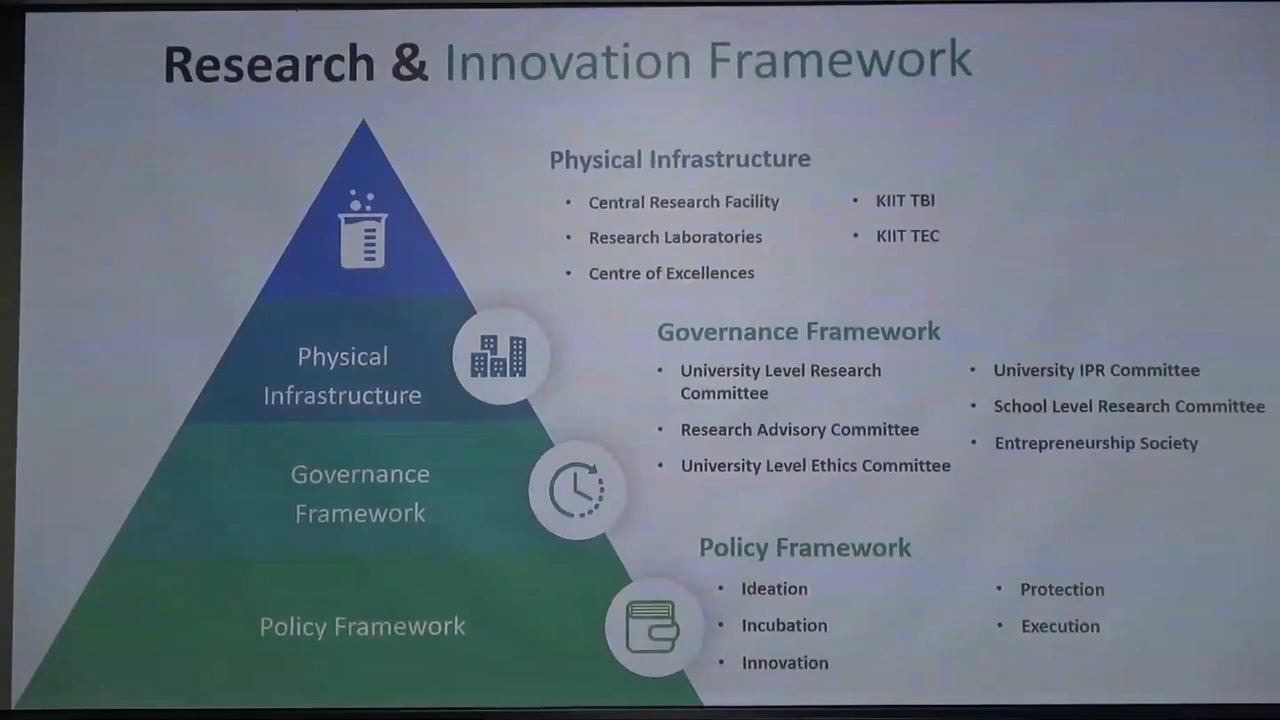 Research & Innovation Framework
Physical Infrastructure
• Central Research Facility
• Research Laboratories
• Centre of Excellences
• KIIT TBI
• KIIT TEC
Physical
Infrastructure
Governance Framework
• University Level Research
Committee
• Research Advisory Committee
• University Level Ethics Committee
• University IPR Committee
• School Level Research Committee
• Entrepreneurship Society
Governance
Framework
Policy Framework
• Ideation
• Incubation
• Innovation
• Protection
• Execution
Policy Framework